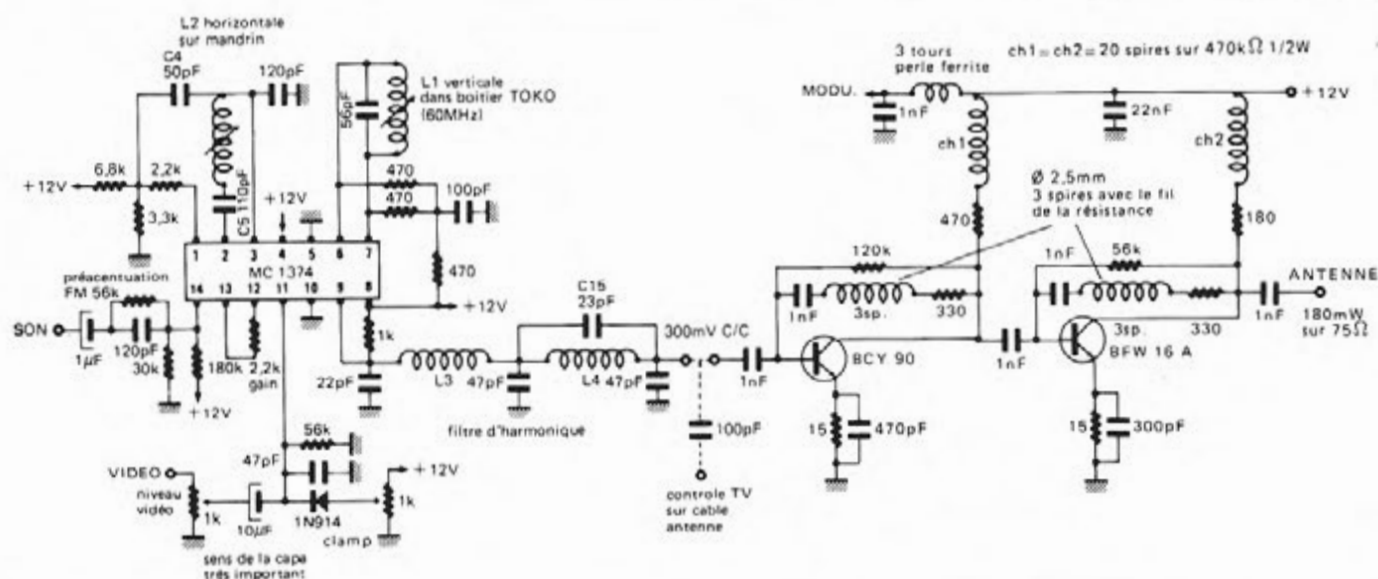 L2 horizontale
sur mandrin
C4
50pF
120pF
56pF
L1 verticale
dans boitier TOKO
(60MHz)
3 tours
perle ferrite
ch1 = ch2 = 20 spires sur 470kΩ 1/2W
MODU.
1nF
22nF
+12V
ch1
ch2
6,8k
2,2k
+12V
3,3k
C5 110pF
+12V
470
470
100pF
470
+12V
Ø 2,5mm
3 spires avec le fil
de la résistance
470
180
1 2 3 4 5 6 7
MC 1374
14 13 12 11 10 9 8
préacentuation
FM 56k
SON
1µF
120pF
30k
180k
2,2k
gain
+12V
1k
22pF
L3
C15
23pF
47pF
L4
47pF
filtre d'harmonique
300mV C/C
1nF
120k
1nF
3sp.
330
BCY 90
15
470pF
1nF
1nF
56k
3sp.
330
BFW 16 A
15
300pF
1nF
ANTENNE
180mW
sur 75Ω
100pF
controle TV
sur cable
antenne
56k
47pF
+12V
VIDEO
niveau
vidéo
1k
10µF
1N914
clamp
1k
sens de la capa
trés important